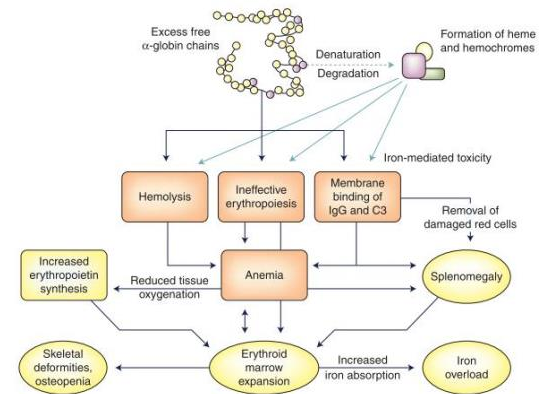 Excess free
α-globin chains
Denaturation
Degradation
Formation of heme
and hemochromes
Iron-mediated toxicity
Hemolysis
Ineffective
erythropoiesis
Membrane
binding of
IgG and C3
Removal of
damaged red cells
Increased
erythropoietin
synthesis
Reduced tissue
oxygenation
Anemia
Splenomegaly
Skeletal
deformities,
osteopenia
Erythroid
marrow
expansion
Increased
iron absorption
Iron
overload